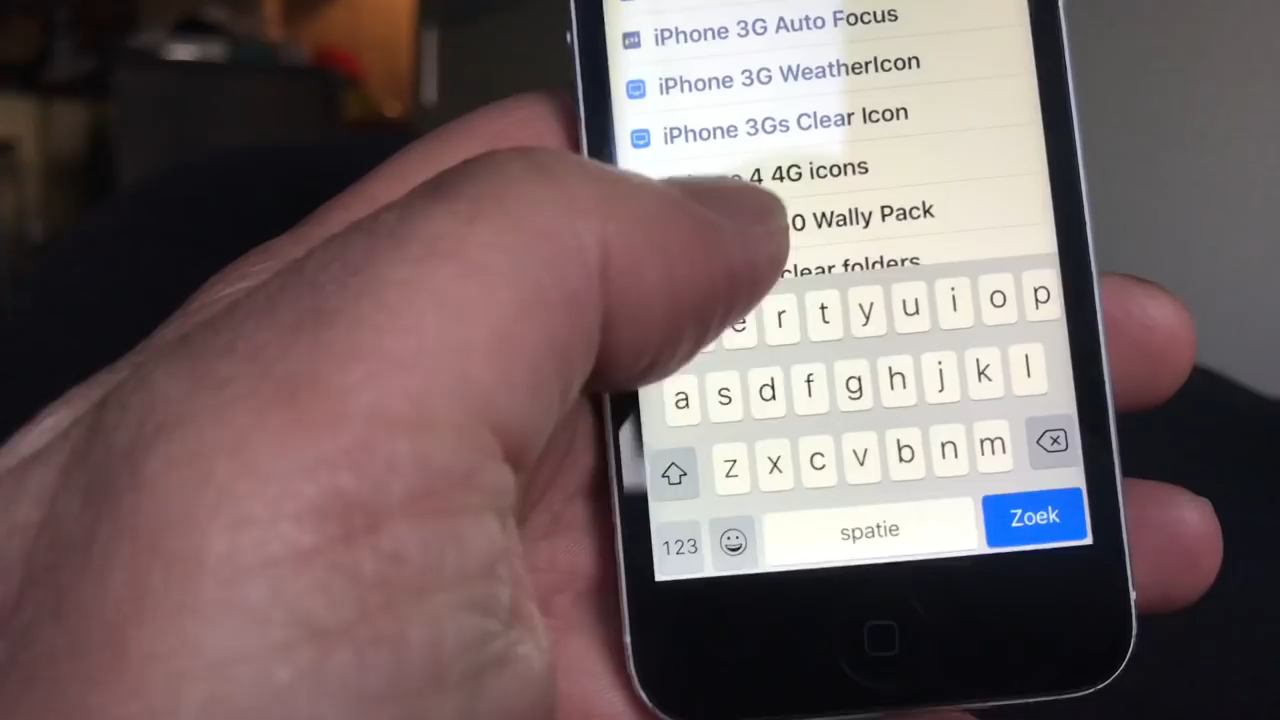 iPhone 3G Auto Focus
iPhone 3G WeatherIcon
iPhone 3Gs Clear Icon
4 4G icons
0 Wally Pack
clear folders
e r t y u i o p
a s d f g h j k l
z x c v b n m
123 spatie Zoek